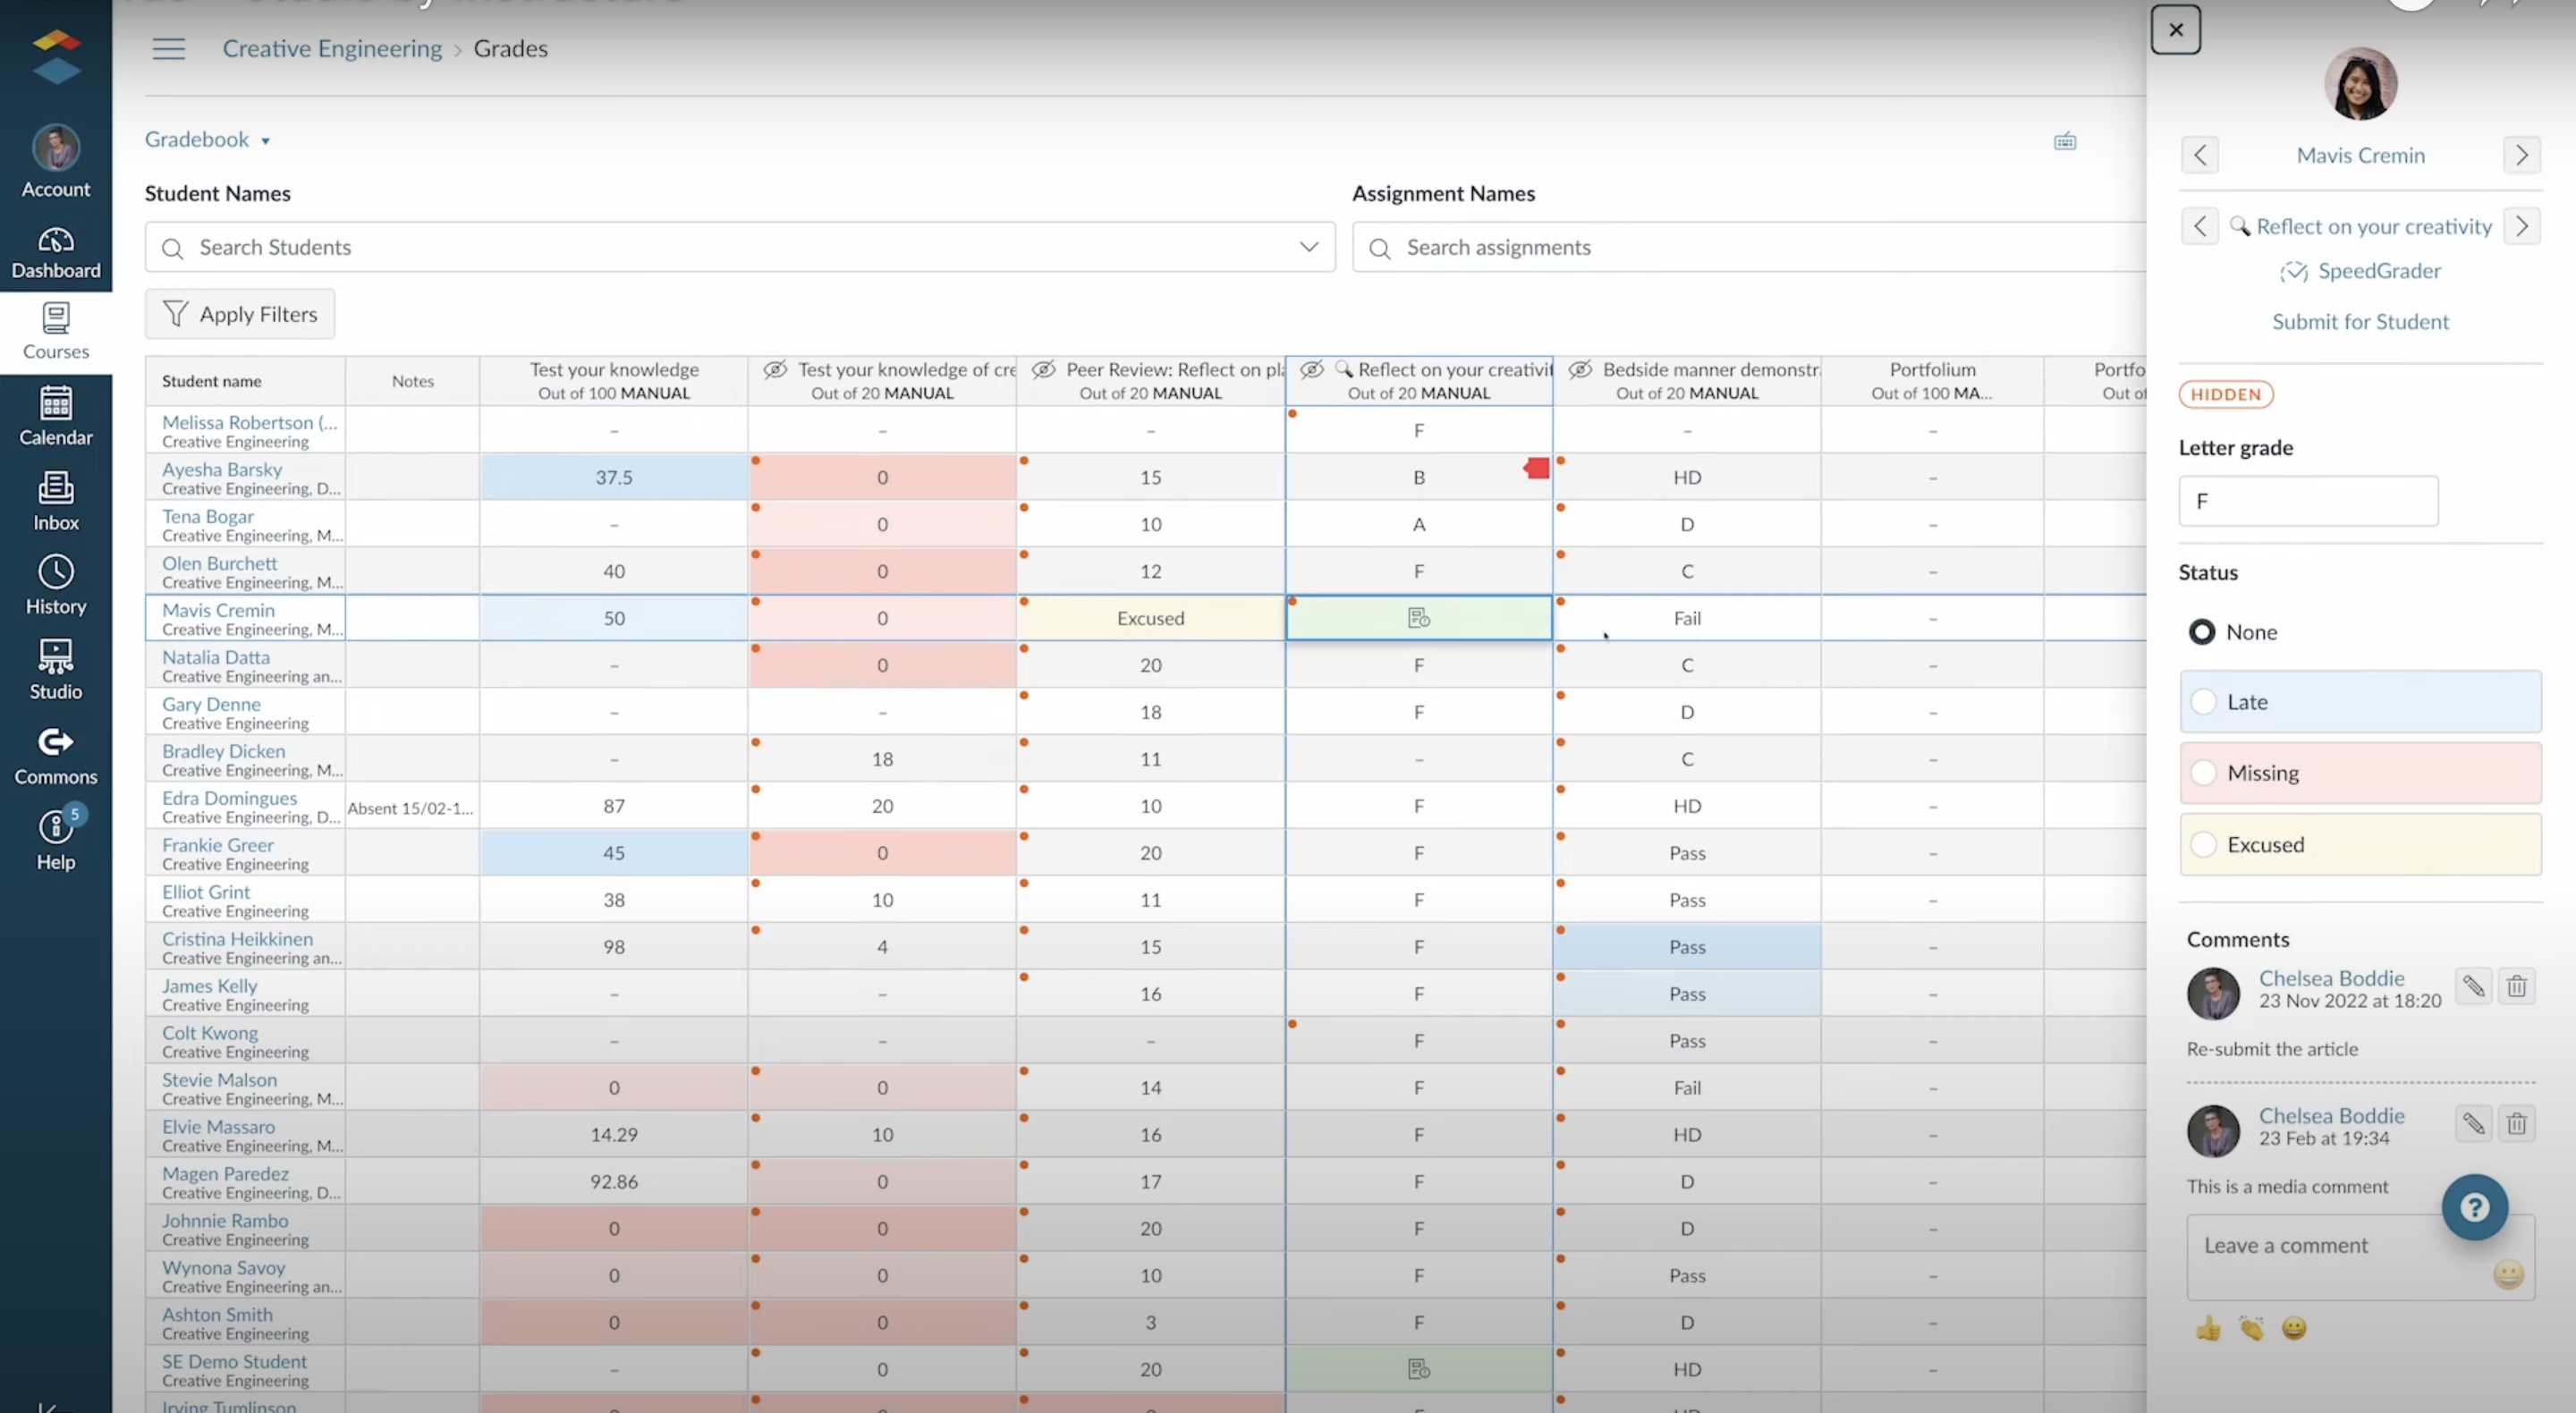 Creative Engineering > Grades
Gradebook
Student Names
Assignment Names
Search Students
Search assignments
Apply Filters
Account
Dashboard
Courses
Calendar
Inbox
History
Studio
Commons
5
Help
Student name
Notes
Test your knowledge
Out of 100 MANUAL
Test your knowledge of cre
Out of 20 MANUAL
Peer Review: Reflect on pl
Out of 20 MANUAL
Reflect on your creativit
Out of 20 MANUAL
Bedside manner demonstr
Out of 20 MANUAL
Portfolium
Out of 100 MA...
Portfo
Out of
Melissa Robertson (... – – – F – –
Creative Engineering
Ayesha Barsky 37.5 0 15 B HD –
Creative Engineering, D...
Tena Bogar – 0 10 A D –
Creative Engineering, M...
Olen Burchett 40 0 12 F C –
Creative Engineering, M...
Mavis Cremin 50 0 Excused Fail –
Creative Engineering, M...
Natalia Datta – 0 20 F C –
Creative Engineering an...
Gary Denne – – 18 F D –
Creative Engineering
Bradley Dicken – 18 11 – C –
Creative Engineering, M...
Edra Domingues Absent 15/02-1... 87 20 10 F HD –
Creative Engineering, D...
Frankie Greer 45 0 20 F Pass –
Creative Engineering
Elliot Grint 38 10 11 F Pass –
Creative Engineering
Cristina Heikkinen 98 4 15 F Pass –
Creative Engineering an...
James Kelly – – 16 F Pass –
Creative Engineering
Colt Kwong – – – F Pass –
Creative Engineering
Stevie Malson 0 0 14 F Fail –
Creative Engineering, M...
Elvie Massaro 14.29 10 16 F HD –
Creative Engineering, M...
Magen Paredez 92.86 0 17 F D –
Creative Engineering, D...
Johnnie Rambo 0 0 20 F D –
Creative Engineering
Wynona Savoy 0 0 10 F Pass –
Creative Engineering an...
Ashton Smith 0 0 3 F D –
Creative Engineering
SE Demo Student – 0 20 HD –
Creative Engineering
Irving Tumlinson
Mavis Cremin
Reflect on your creativity
SpeedGrader
Submit for Student
HIDDEN
Letter grade
F
Status
None
Late
Missing
Excused
Comments
Chelsea Boddie
23 Nov 2022 at 18:20
Re-submit the article
Chelsea Boddie
23 Feb at 19:34
This is a media comment
?
Leave a comment